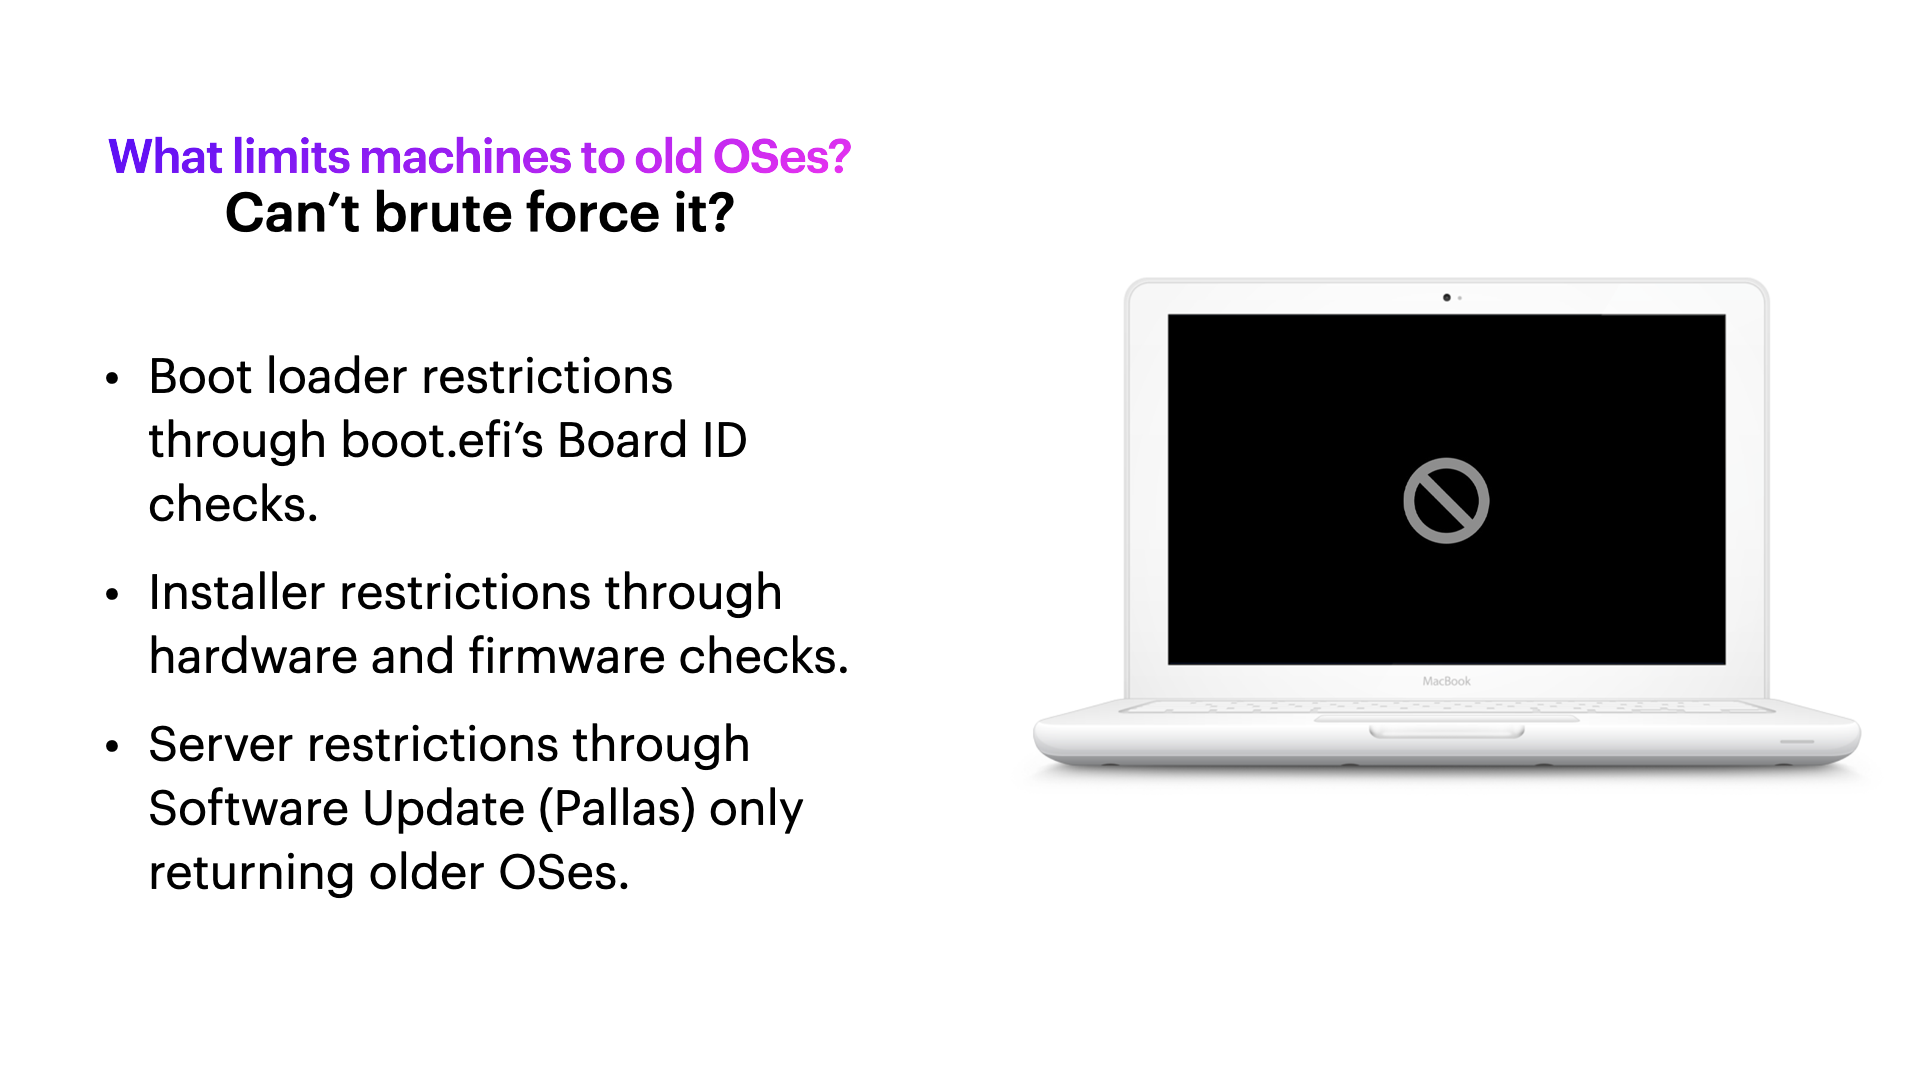 What limits machines to old OSes?
Can’t brute force it?
• Boot loader restrictions
through boot.efi’s Board ID
checks.
• Installer restrictions through
hardware and firmware checks.
• Server restrictions through
Software Update (Pallas) only
returning older OSes.
MacBook